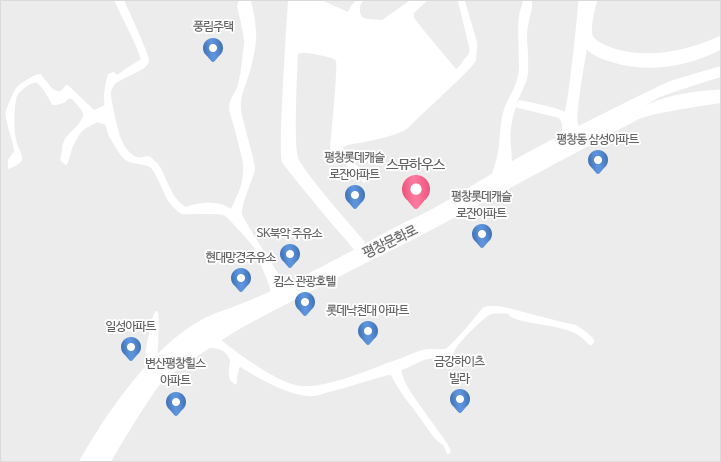 풍림주택
평창동 삼성아파트
평창롯데캐슬
로잔아파트
스뮤하우스
평창롯데캐슬
로잔아파트
SK북악 주유소
평창문화로
현대망경주유소
킴스 관광호텔
롯데낙천대 아파트
일성아파트
변산평창힐스
아파트
금강하이츠
빌라